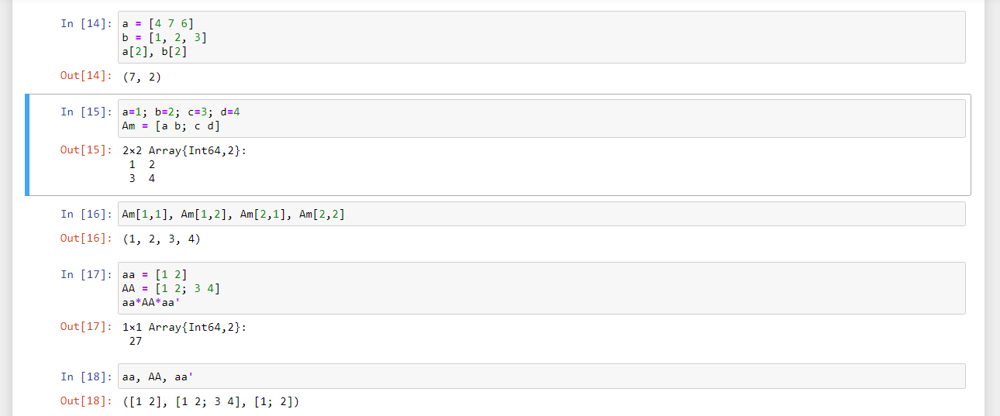 In [14]: a = [4 7 6]
b = [1, 2, 3]
a[2], b[2]
Out[14]: (7, 2)
In [15]: a=1; b=2; c=3; d=4
Am = [a b; c d]
Out[15]: 2×2 Array{Int64,2}:
1 2
3 4
In [16]: Am[1,1], Am[1,2], Am[2,1], Am[2,2]
Out[16]: (1, 2, 3, 4)
In [17]: aa = [1 2]
AA = [1 2; 3 4]
aa*AA*aa'
Out[17]: 1×1 Array{Int64,2}:
27
In [18]: aa, AA, aa'
Out[18]: ([1 2], [1 2; 3 4], [1; 2])